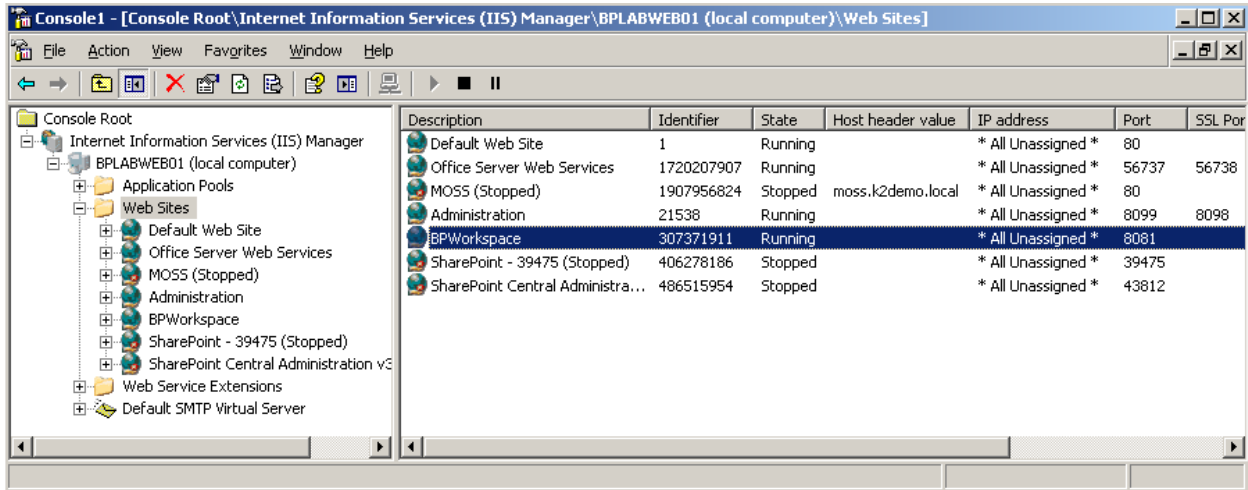 Console1 - [Console Root\Internet Information Services (IIS) Manager\BPLABWEB01 (local computer)\Web Sites]
File Action View Favorites Window Help
Console Root
Internet Information Services (IIS) Manager
BPLABWEB01 (local computer)
Application Pools
Web Sites
Default Web Site
Office Server Web Services
MOSS (Stopped)
Administration
BPWorkspace
SharePoint - 39475 (Stopped)
SharePoint Central Administration v3
Web Service Extensions
Default SMTP Virtual Server
Description Identifier State Host header value IP address Port SSL Por
Default Web Site 1 Running * All Unassigned * 80
Office Server Web Services 1720207907 Running * All Unassigned * 56737 56738
MOSS (Stopped) 1907956824 Stopped moss.k2demo.local * All Unassigned * 80
Administration 21538 Running * All Unassigned * 8099 8098
BPWorkspace 307371911 Running * All Unassigned * 8081
SharePoint - 39475 (Stopped) 406278186 Stopped * All Unassigned * 39475
SharePoint Central Administra... 486515954 Stopped * All Unassigned * 43812